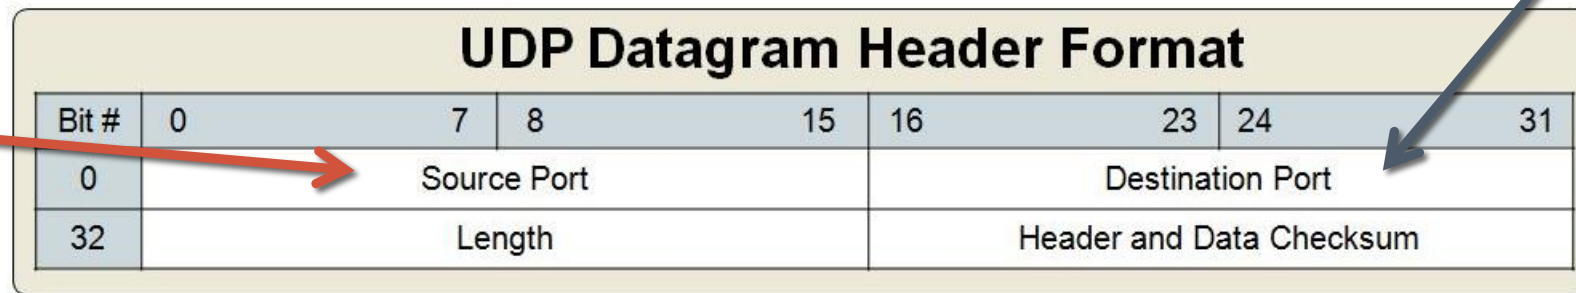 UDP Datagram Header Format
Bit # 0 7 8 15 16 23 24 31
0 Source Port Destination Port
32 Length Header and Data Checksum